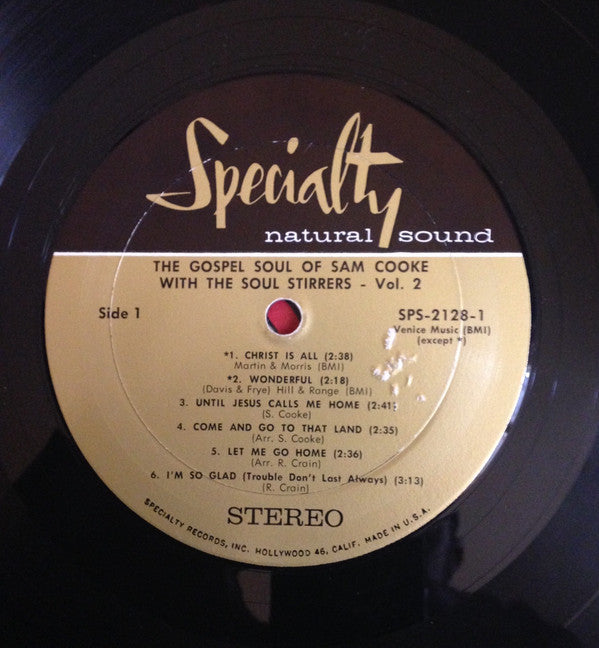 Specialty
natural sound
THE GOSPEL SOUL OF SAM COOKE
WITH THE SOUL STIRRERS - Vol. 2
Side 1
SPS-2128-1
Venice Music (BMI)
(except *)
*1. CHRIST IS ALL (2:38)
Martin & Morris (BMI)
*2. WONDERFUL (2:18)
(Davis & Frye) Hill & Range (BMI)
3. UNTIL JESUS CALLS ME HOME (2:41)
(S. Cooke)
4. COME AND GO TO THAT LAND (2:35)
(Arr. S. Cooke)
5. LET ME GO HOME (2:36)
(Arr. R. Crain)
6. I'M SO GLAD (Trouble Don't Last Always) (3:13)
(R. Crain)
STEREO
SPECIALTY RECORDS, INC. HOLLYWOOD 46, CALIF. MADE IN U.S.A.